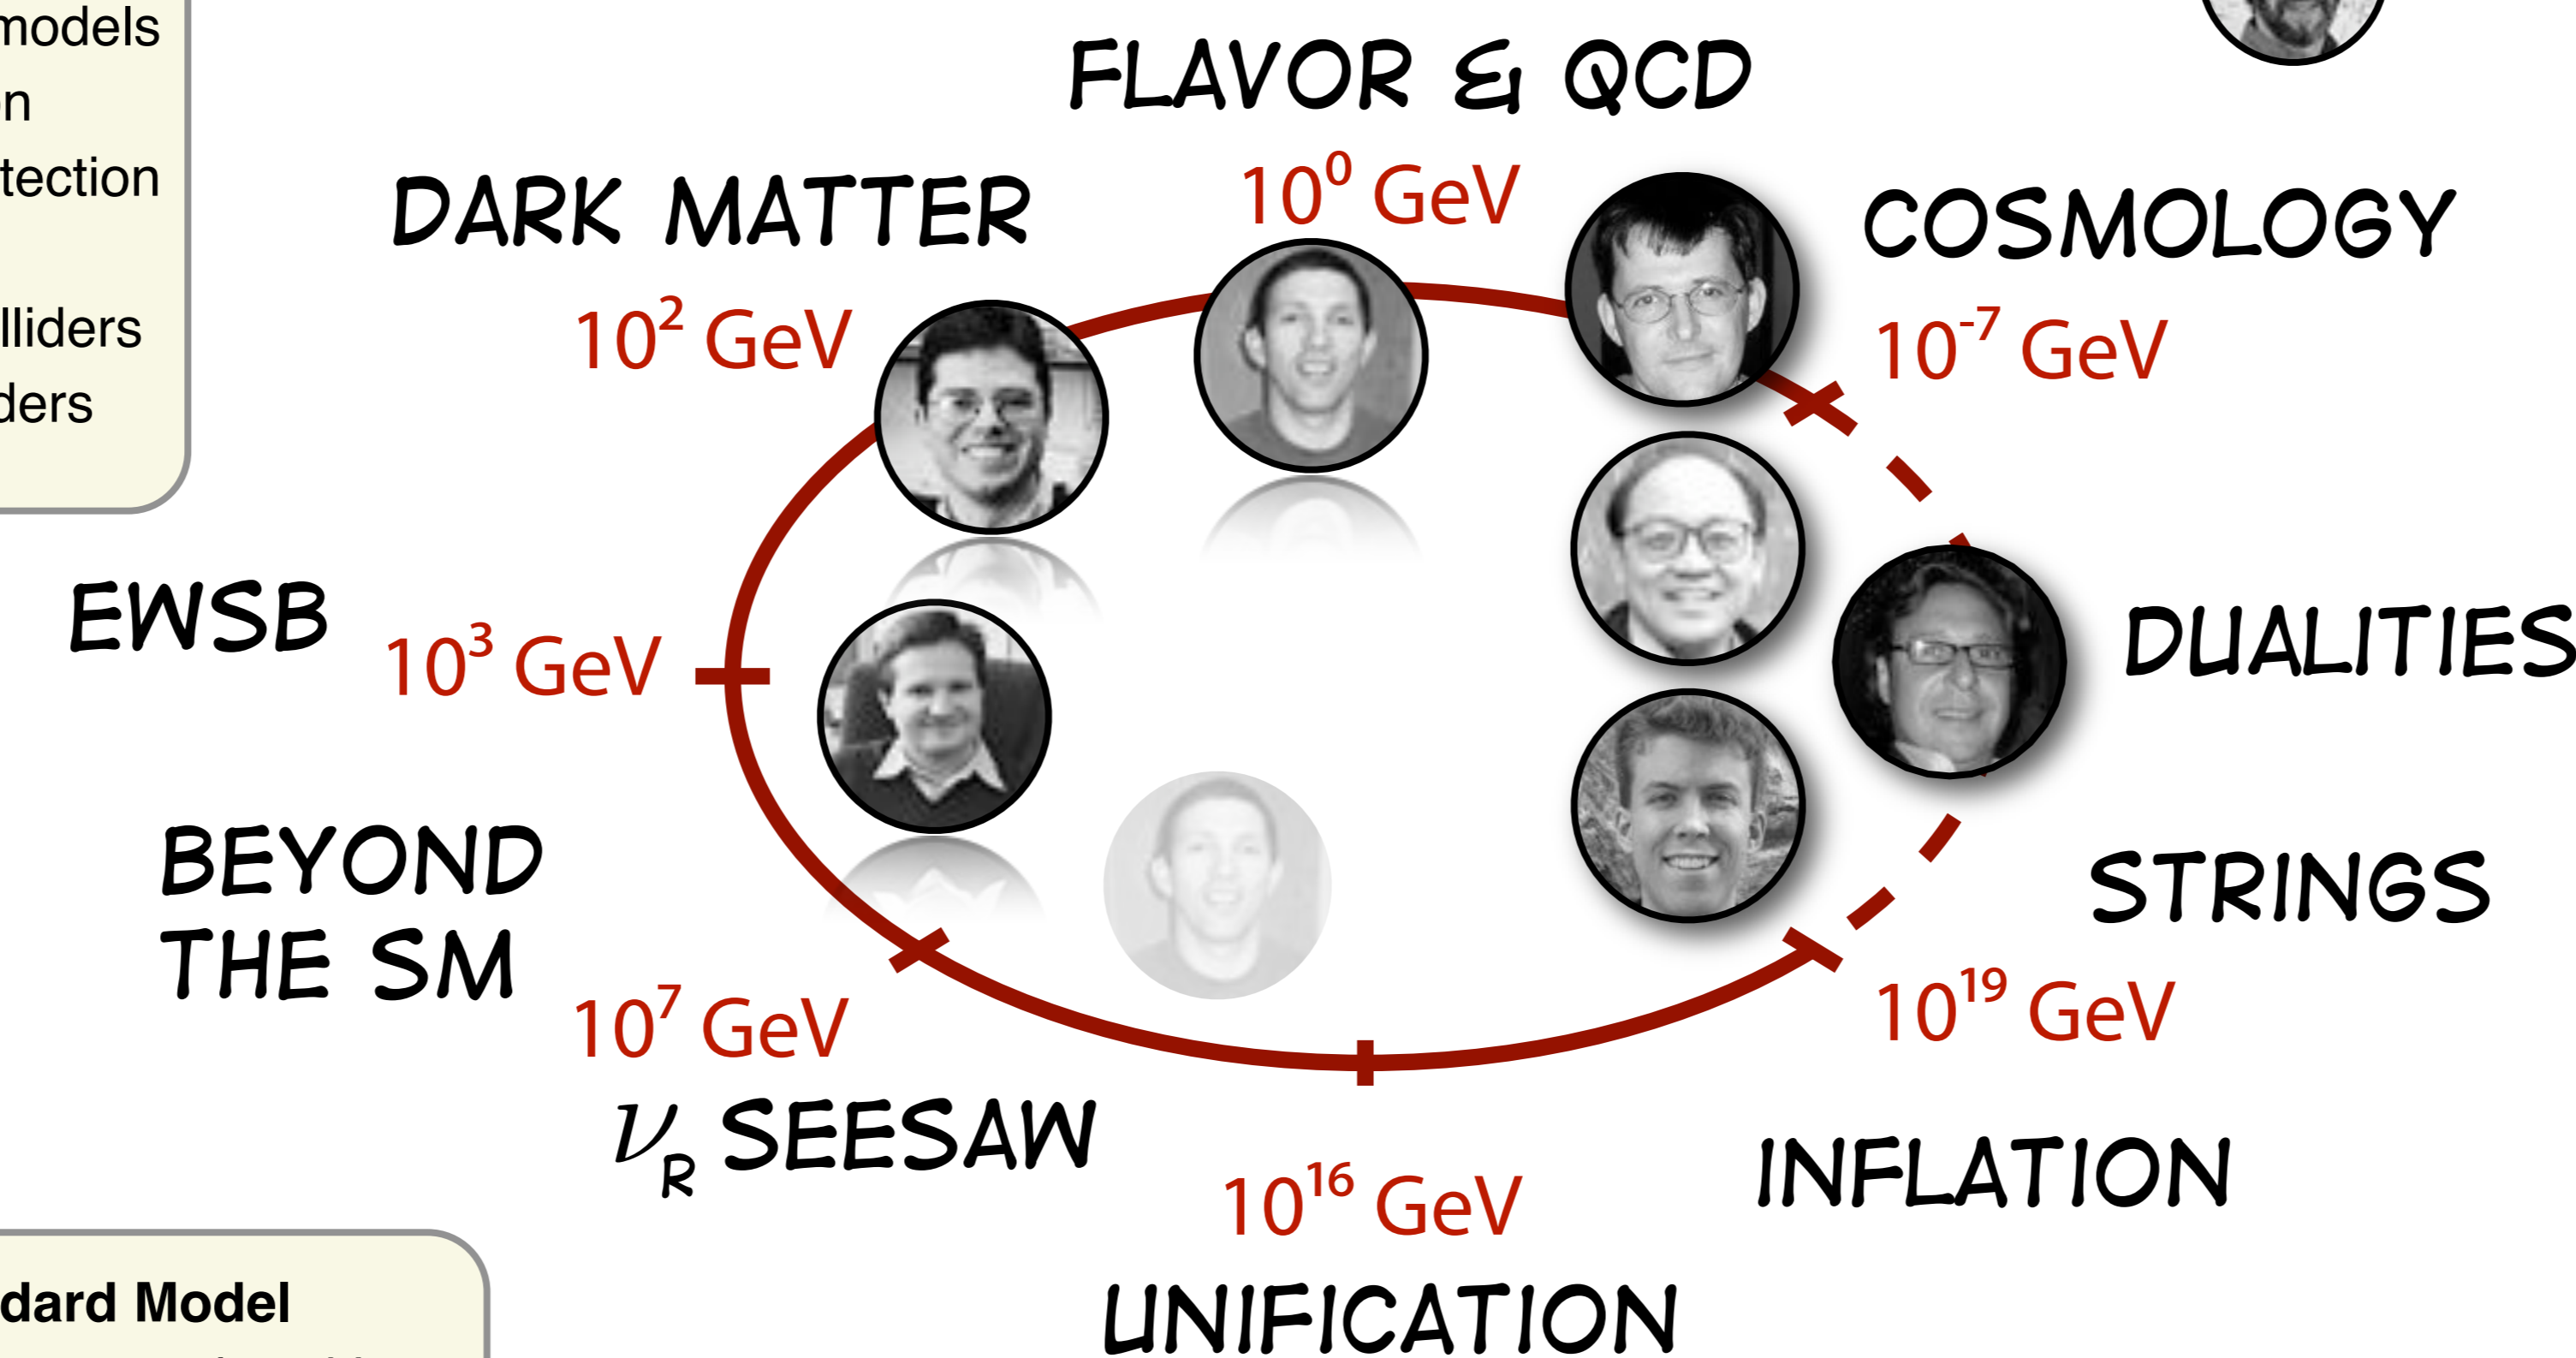 models
n
tection
lliders
ders
FLAVOR & QCD
10⁰ GeV
DARK MATTER
10² GeV
COSMOLOGY
10⁻⁷ GeV
EWSB
10³ GeV
DUALITIES
BEYOND
THE SM
STRINGS
10⁷ GeV
10¹⁹ GeV
νR SEESAW
INFLATION
10¹⁶ GeV
UNIFICATION
dard Model